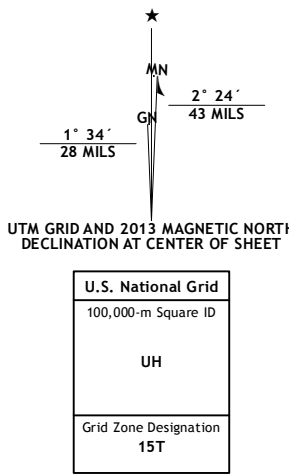 ★
MN
GN
2° 24´
43 MILS
1° 34´
28 MILS
UTM GRID AND 2013 MAGNETIC NORTH
DECLINATION AT CENTER OF SHEET
U.S. National Grid
100,000-m Square ID
UH
Grid Zone Designation
15T